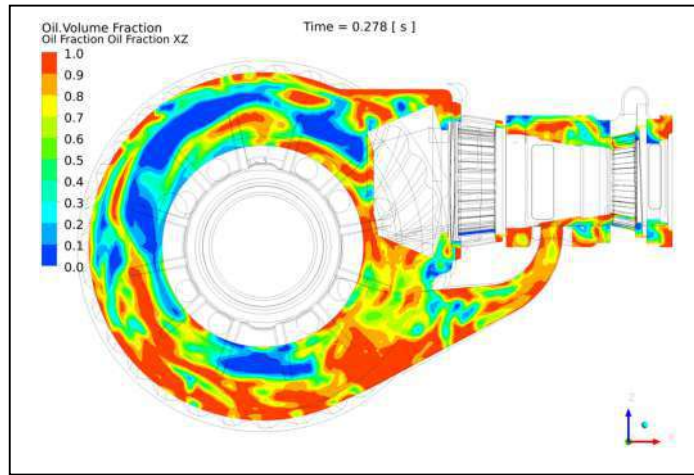 Oil.Volume Fraction
Oil Fraction Oil Fraction XZ
Time = 0.278 [ s ]
1.0
0.9
0.8
0.7
0.6
0.5
0.4
0.3
0.2
0.1
0.0
Z
X